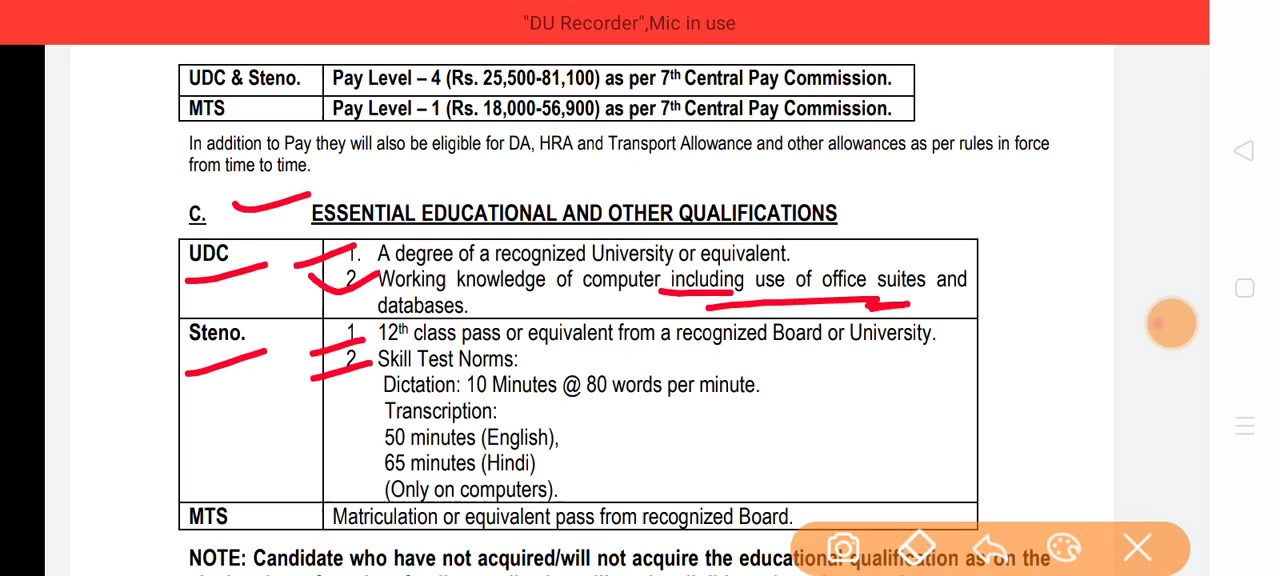 "DU Recorder",Mic in use
UDC & Steno. Pay Level – 4 (Rs. 25,500-81,100) as per 7th Central Pay Commission.
MTS Pay Level – 1 (Rs. 18,000-56,900) as per 7th Central Pay Commission.
In addition to Pay they will also be eligible for DA, HRA and Transport Allowance and other allowances as per rules in force
from time to time.
C. ESSENTIAL EDUCATIONAL AND OTHER QUALIFICATIONS
UDC 1. A degree of a recognized University or equivalent.
2. Working knowledge of computer including use of office suites and
databases.
Steno. 1. 12th class pass or equivalent from a recognized Board or University.
2. Skill Test Norms:
Dictation: 10 Minutes @ 80 words per minute.
Transcription:
50 minutes (English),
65 minutes (Hindi)
(Only on computers).
MTS Matriculation or equivalent pass from recognized Board.
NOTE: Candidate who have not acquired/will not acquire the educational qualification as on the